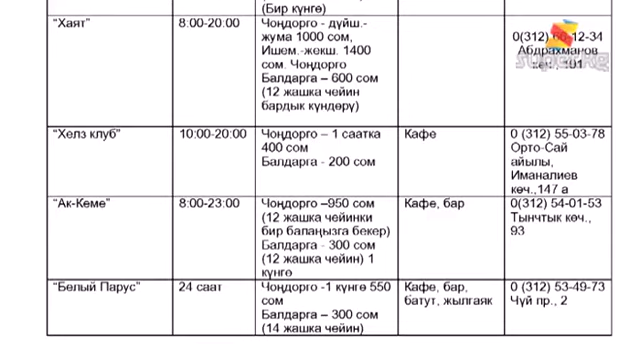 (Бир күнгө)
"Хаят"
8:00-20:00
Чоңдорго - дүйш.-
жума 1000 сом,
Ишем.-жекш. 1400
сом. Чоңдорго
Балдарга – 600 сом
(12 жашка чейин
бардык күндөрү)
0(312)
-12-34
Абдрахманов
көч.,
"Хелз клуб"
10:00-20:00
Чоңдорго – 1 саатка
400 сом
Балдарга - 200 сом
Кафе
0 (312) 55-03-78
Орто-Сай
айылы,
Иманалиев
көч.,147 а
"Ак-Кеме"
8:00-23:00
Чоңдорго –950 сом
(12 жашка чейинки
бир балаңызга бекер)
Балдарга - 300 сом
(12 жашка чейин) 1
күнгө
Кафе, бар
0(312) 54-01-53
Тынчтык көч.,
93
"Белый Парус"
24 саат
Чоңдорго -1 күнгө 550
сом
Балдарга – 300 сом
(14 жашка чейин)
Кафе, бар,
батут, жылгаяк
0 (312) 53-49-73
Чүй пр., 2